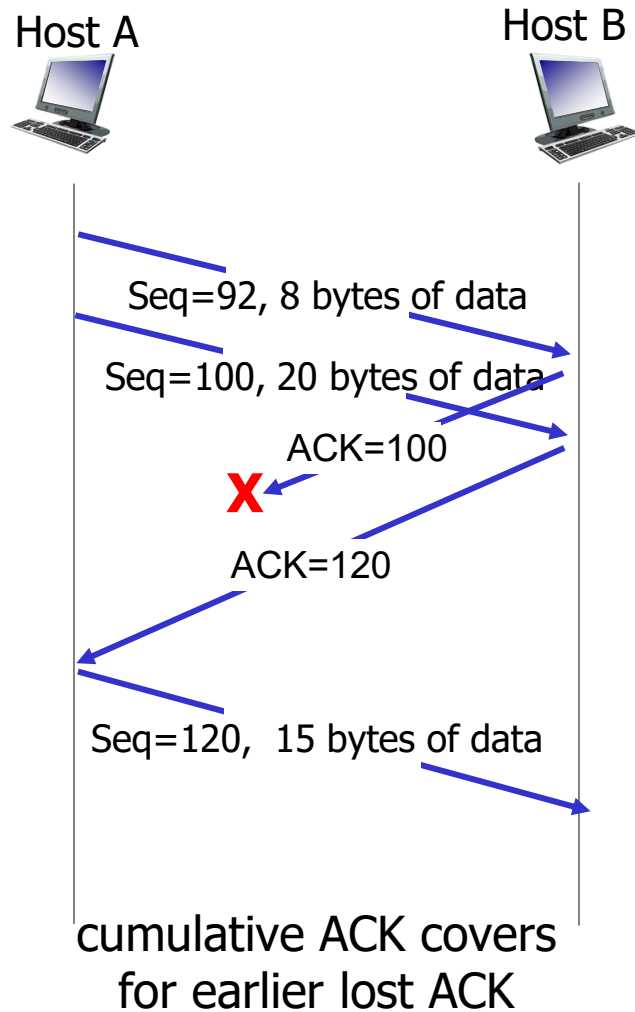 Host A
Host B
Seq=92, 8 bytes of data
Seq=100, 20 bytes of data
ACK=100
X
ACK=120
Seq=120,  15 bytes of data
cumulative ACK covers
for earlier lost ACK